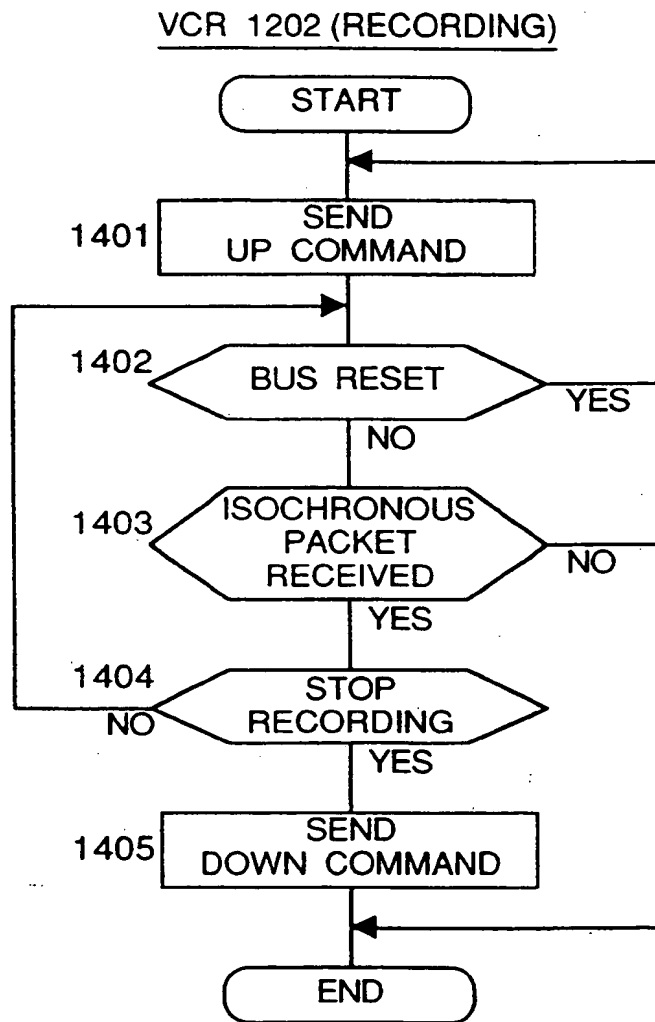 VCR 1202 (RECORDING)
START
1401
SEND
UP COMMAND
1402
BUS RESET
YES
NO
1403
ISOCHRONOUS
PACKET
RECEIVED
NO
YES
1404
STOP
RECORDING
NO
YES
1405
SEND
DOWN COMMAND
END